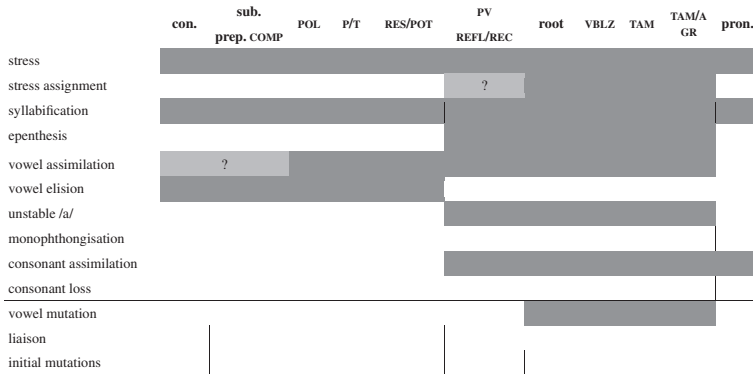 con. sub. prep. COMP POL P/T RES/POT PV REFL/REC root VBLZ TAM TAM/A GR pron.
stress
stress assignment ?
syllabification
epenthesis
vowel assimilation ?
vowel elision
unstable /a/
monophthongisation
consonant assimilation
consonant loss
vowel mutation
liaison
initial mutations